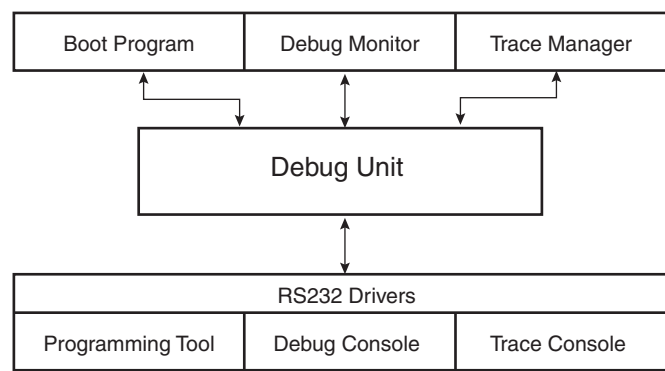 Boot Program
Debug Monitor
Trace Manager
Debug Unit
RS232 Drivers
Programming Tool
Debug Console
Trace Console